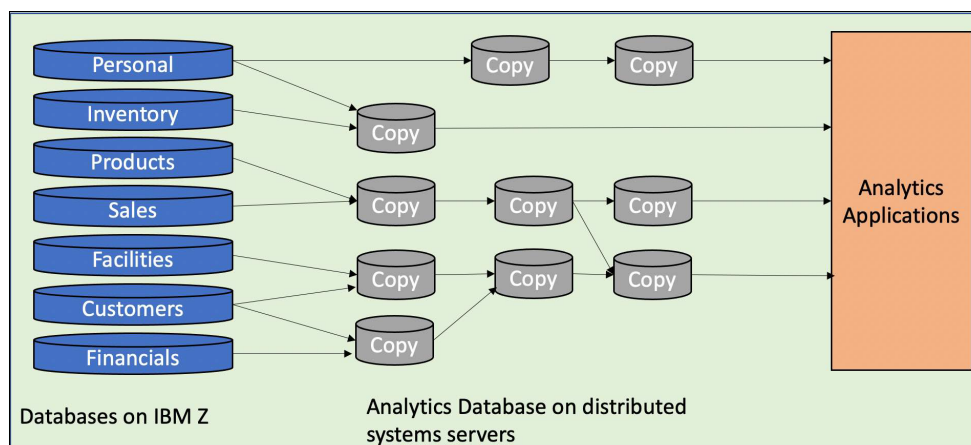 Personal
Copy
Copy
Inventory
Copy
Products
Sales
Copy
Copy
Copy
Facilities
Copy
Copy
Copy
Customers
Financials
Copy
Analytics
Applications
Databases on IBM Z
Analytics Database on distributed
systems servers